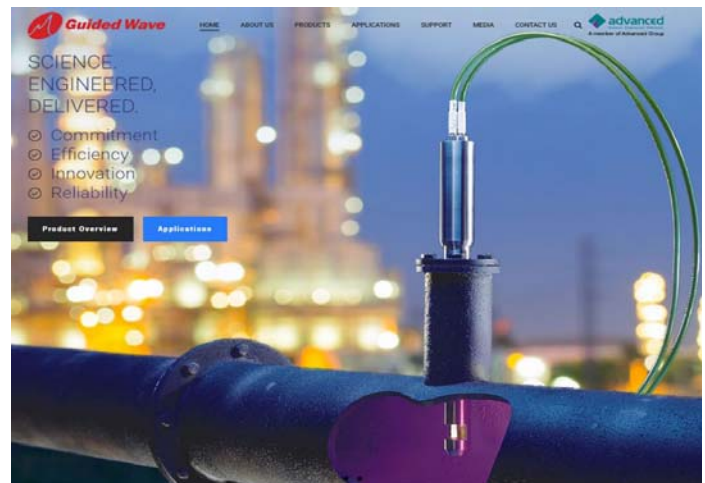 Guided Wave
HOME ABOUT US PRODUCTS APPLICATIONS SUPPORT MEDIA CONTACT US
advanced
A member of Advanced Group
SCIENCE,
ENGINEERED,
DELIVERED.
Commitment
Efficiency
Innovation
Reliability
Product Overview Applications